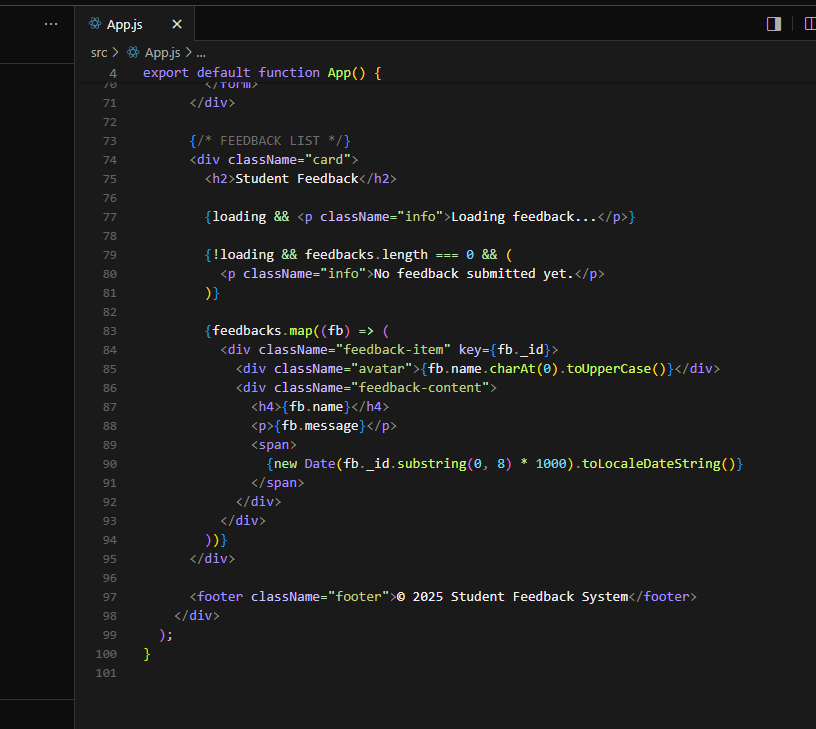 ··· App.js ×
src > App.js > ...
4 export default function App() {
70 </form>
71 </div>
72
73 {/* FEEDBACK LIST */}
74 <div className="card">
75 <h2>Student Feedback</h2>
76
77 {loading && <p className="info">Loading feedback...</p>}
78
79 {!loading && feedbacks.length === 0 && (
80 <p className="info">No feedback submitted yet.</p>
81 )}
82
83 {feedbacks.map((fb) => (
84 <div className="feedback-item" key={fb._id}>
85 <div className="avatar">{fb.name.charAt(0).toUpperCase()}</div>
86 <div className="feedback-content">
87 <h4>{fb.name}</h4>
88 <p>{fb.message}</p>
89 <span>
90 {new Date(fb._id.substring(0, 8) * 1000).toLocaleDateString()}
91 </span>
92 </div>
93 </div>
94 ))}
95 </div>
96
97 <footer className="footer">© 2025 Student Feedback System</footer>
98 </div>
99 );
100 }
101